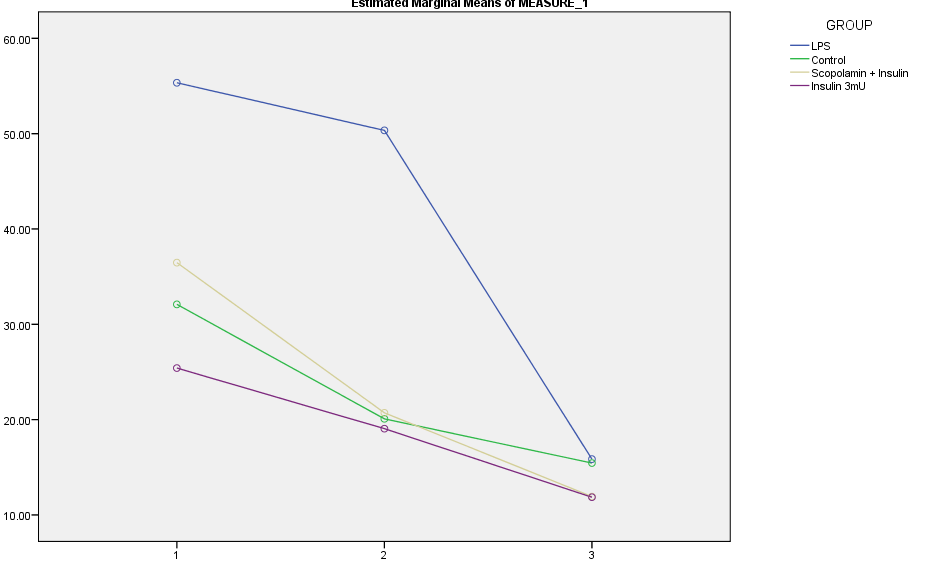 Estimated Marginal Means of MEASURE_1
GROUP
LPS
Control
Scopolamin + Insulin
Insulin 3mU
60.00
50.00
40.00
30.00
20.00
10.00
1 2 3